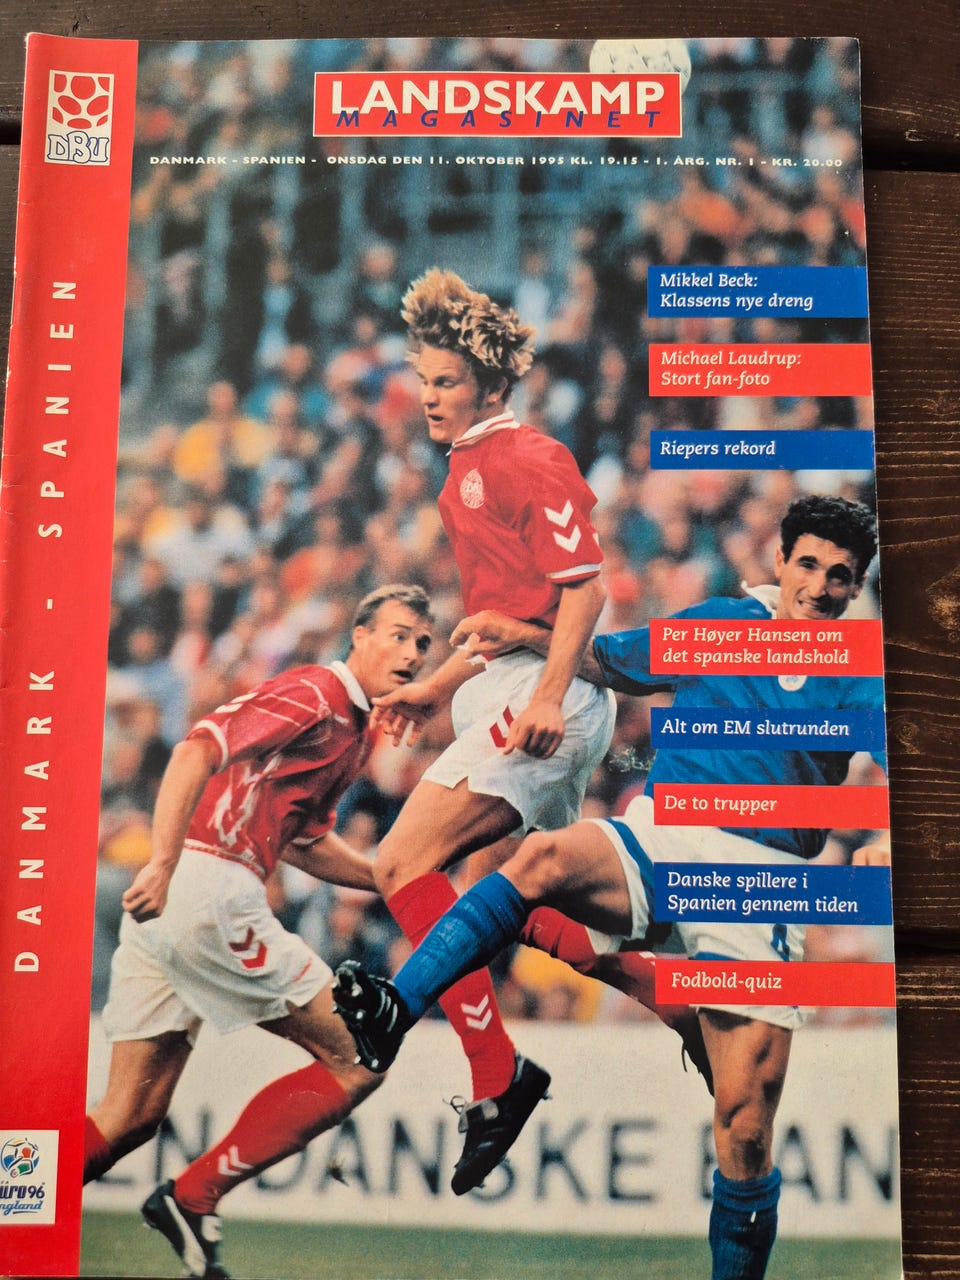 DBU
LANDSKAMP
MAGASINET
DANMARK - SPANIEN - ONSDAG DEN 11. OKTOBER 1995 KL. 19.15 - 1. ÅRG. NR. 1 - KR. 20.00
DANMARK - SPANIEN
Mikkel Beck:
Klassens nye dreng
Michael Laudrup:
Stort fan-foto
Riepers rekord
Per Høyer Hansen om
det spanske landshold
Alt om EM slutrunden
De to trupper
Danske spillere i
Spanien gennem tiden
Fodbold-quiz
EN DANSKE BAN
uro96
ngland